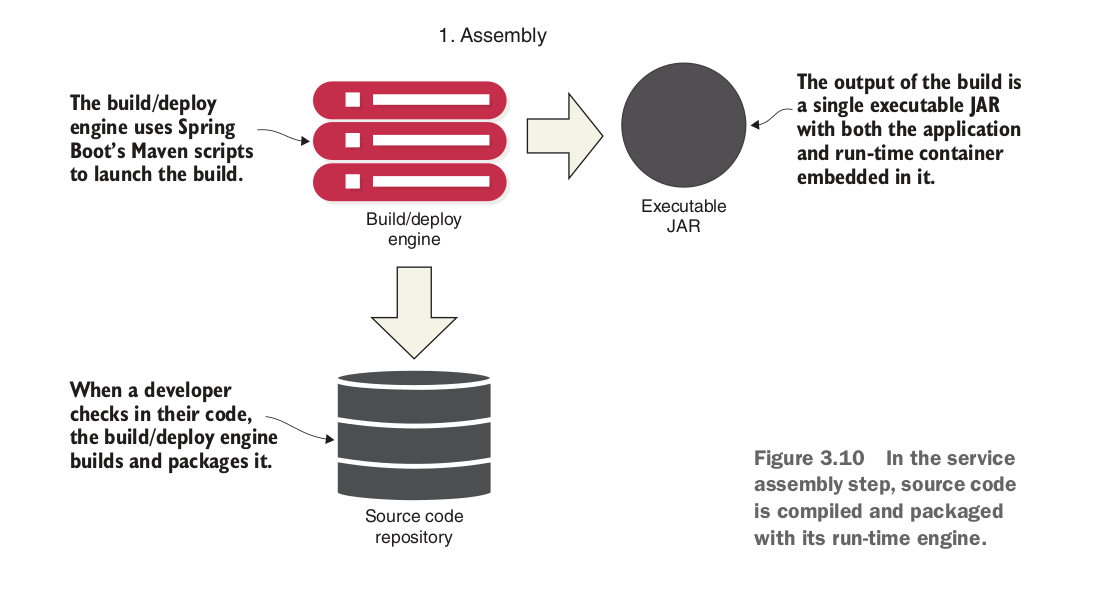 1. Assembly
The build/deploy
engine uses Spring
Boot’s Maven scripts
to launch the build.
Build/deploy
engine
Executable
JAR
The output of the build is
a single executable JAR
with both the application
and run-time container
embedded in it.
When a developer
checks in their code,
the build/deploy engine
builds and packages it.
Source code
repository
Figure 3.10 In the service
assembly step, source code
is compiled and packaged
with its run-time engine.